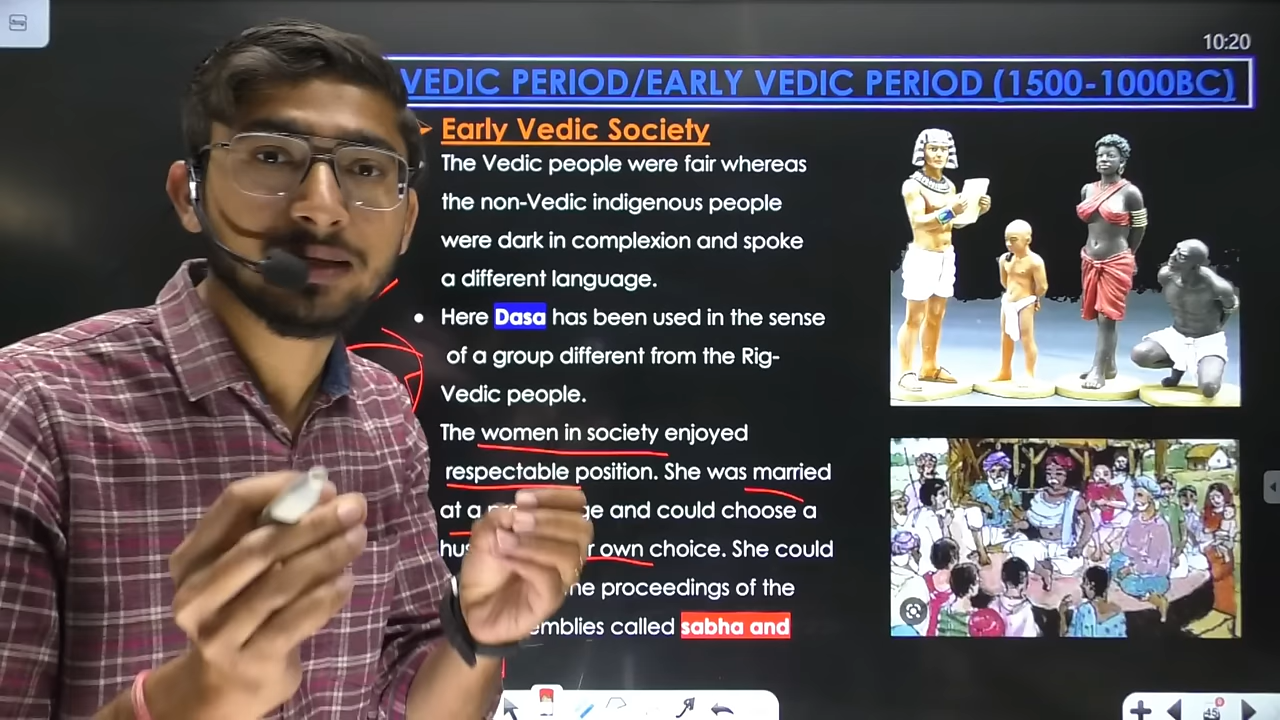 10:20
VEDIC PERIOD/EARLY VEDIC PERIOD (1500-1000BC)
Early Vedic Society
The Vedic people were fair whereas
the non-Vedic indigenous people
were dark in complexion and spoke
a different language.
• Here Dasa has been used in the sense
of a group different from the Rig-
Vedic people.
The women in society enjoyed
respectable position. She was married
at a and could choose a
own choice. She could
proceedings of the
called sabha and
45